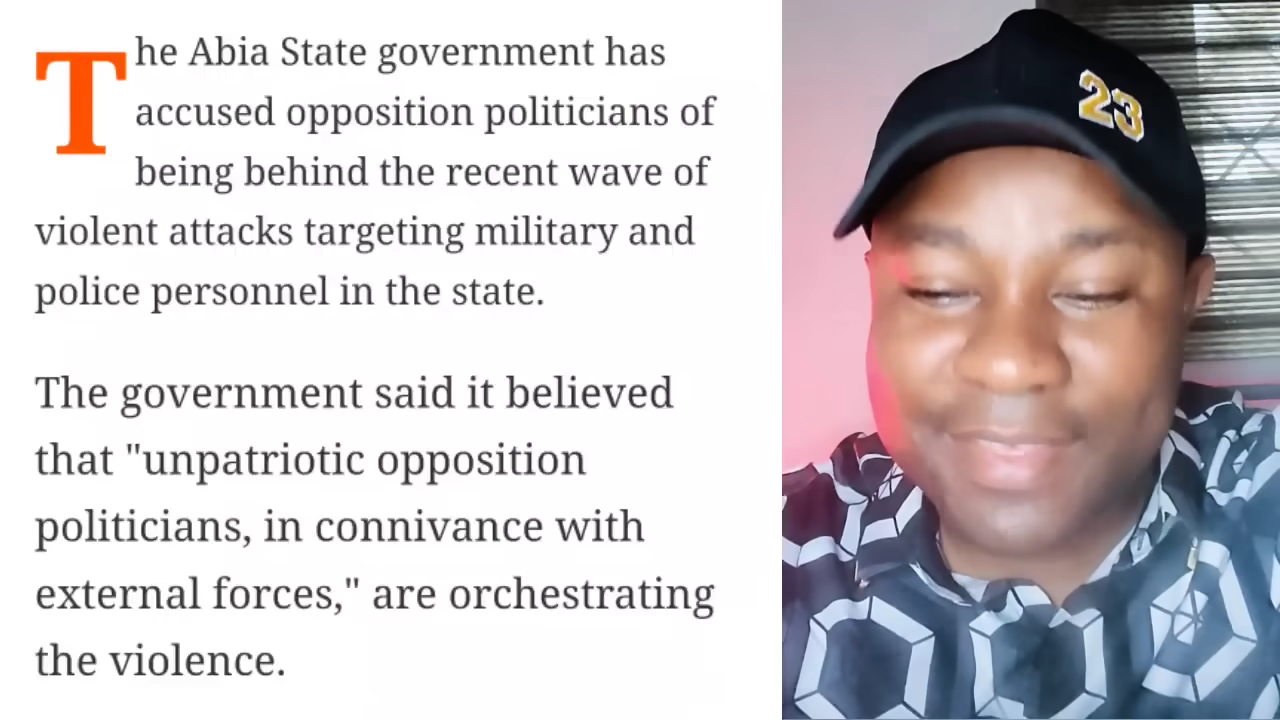 The Abia State government has
accused opposition politicians of
being behind the recent wave of
violent attacks targeting military and
police personnel in the state.
The government said it believed
that "unpatriotic opposition
politicians, in connivance with
external forces," are orchestrating
the violence.
23